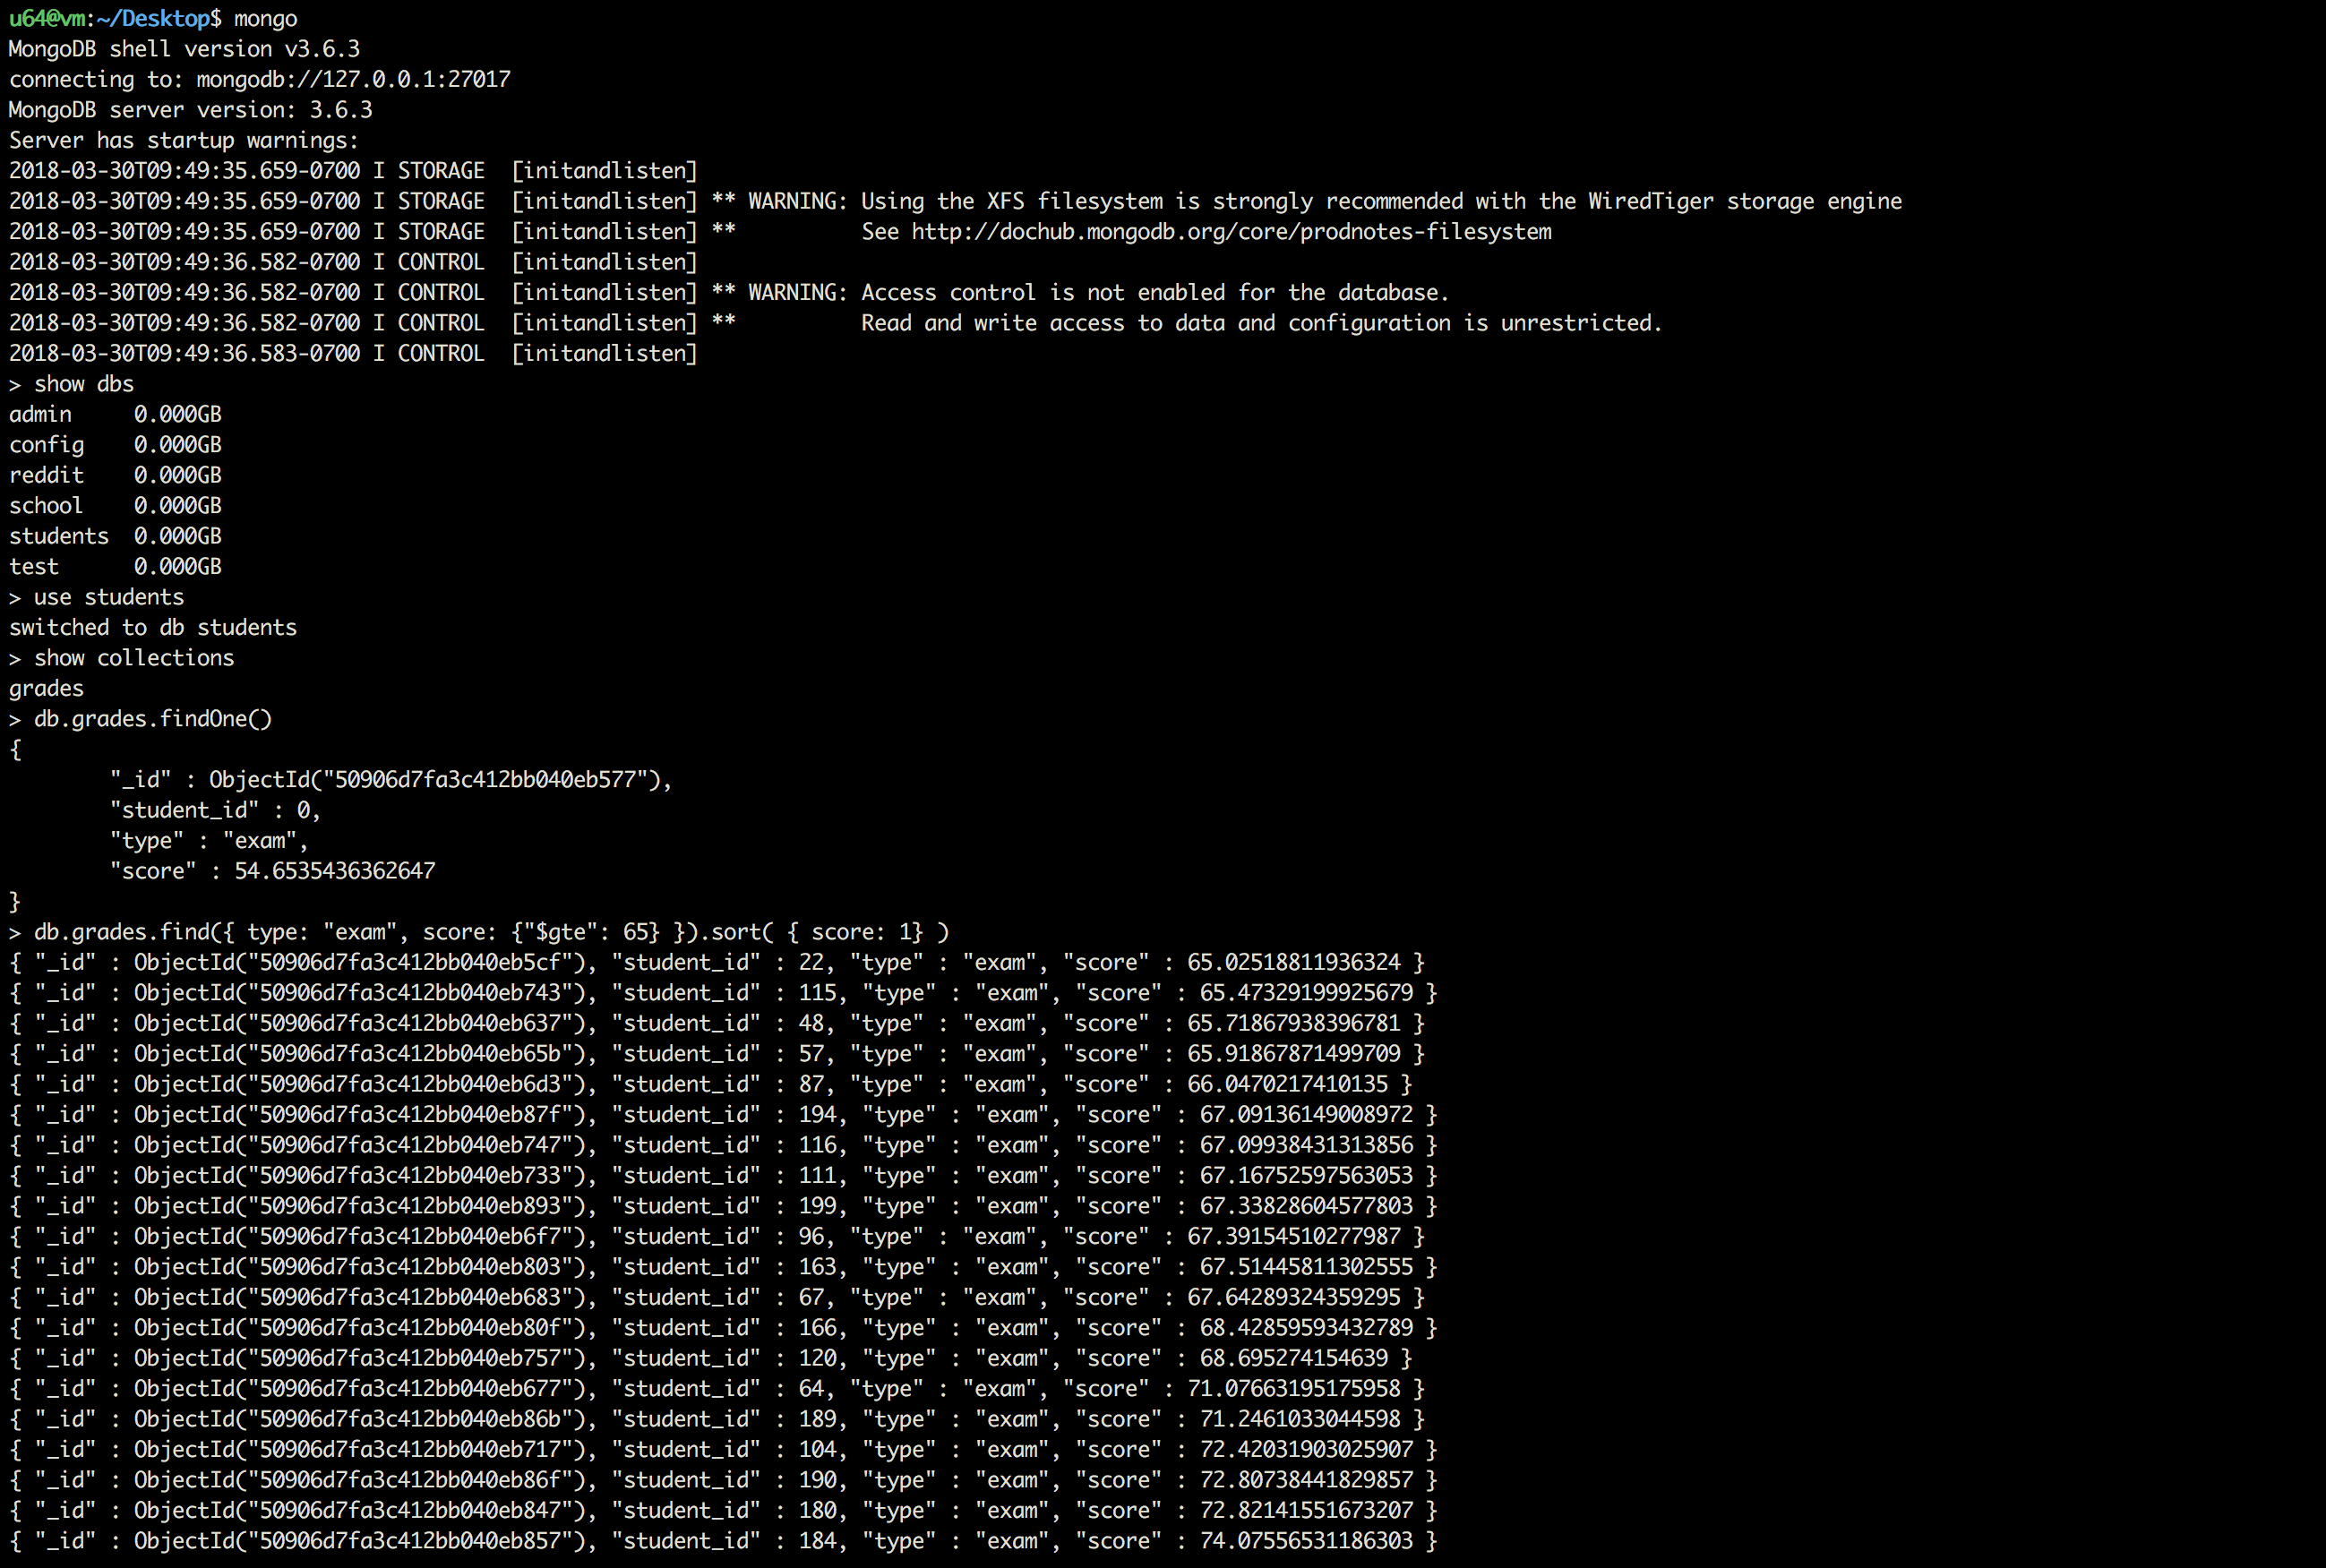 u64@vm:~/Desktop$ mongo
MongoDB shell version v3.6.3
connecting to: mongodb://127.0.0.1:27017
MongoDB server version: 3.6.3
Server has startup warnings:
2018-03-30T09:49:35.659-0700 I STORAGE  [initandlisten]
2018-03-30T09:49:35.659-0700 I STORAGE  [initandlisten] ** WARNING: Using the XFS filesystem is strongly recommended with the WiredTiger storage engine
2018-03-30T09:49:35.659-0700 I STORAGE  [initandlisten] **          See http://dochub.mongodb.org/core/prodnotes-filesystem
2018-03-30T09:49:36.582-0700 I CONTROL  [initandlisten]
2018-03-30T09:49:36.582-0700 I CONTROL  [initandlisten] ** WARNING: Access control is not enabled for the database.
2018-03-30T09:49:36.582-0700 I CONTROL  [initandlisten] **          Read and write access to data and configuration is unrestricted.
2018-03-30T09:49:36.583-0700 I CONTROL  [initandlisten]
> show dbs
admin     0.000GB
config    0.000GB
reddit    0.000GB
school    0.000GB
students  0.000GB
test      0.000GB
> use students
switched to db students
> show collections
grades
> db.grades.findOne()
{
        "_id" : ObjectId("50906d7fa3c412bb040eb577"),
        "student_id" : 0,
        "type" : "exam",
        "score" : 54.6535436362647
}
> db.grades.find({ type: "exam", score: {"$gte": 65} }).sort( { score: 1} )
{ "_id" : ObjectId("50906d7fa3c412bb040eb5cf"), "student_id" : 22, "type" : "exam", "score" : 65.02518811936324 }
{ "_id" : ObjectId("50906d7fa3c412bb040eb743"), "student_id" : 115, "type" : "exam", "score" : 65.47329199925679 }
{ "_id" : ObjectId("50906d7fa3c412bb040eb637"), "student_id" : 48, "type" : "exam", "score" : 65.71867938396781 }
{ "_id" : ObjectId("50906d7fa3c412bb040eb65b"), "student_id" : 57, "type" : "exam", "score" : 65.91867871499709 }
{ "_id" : ObjectId("50906d7fa3c412bb040eb6d3"), "student_id" : 87, "type" : "exam", "score" : 66.0470217410135 }
{ "_id" : ObjectId("50906d7fa3c412bb040eb87f"), "student_id" : 194, "type" : "exam", "score" : 67.09136149008972 }
{ "_id" : ObjectId("50906d7fa3c412bb040eb747"), "student_id" : 116, "type" : "exam", "score" : 67.09938431313856 }
{ "_id" : ObjectId("50906d7fa3c412bb040eb733"), "student_id" : 111, "type" : "exam", "score" : 67.16752597563053 }
{ "_id" : ObjectId("50906d7fa3c412bb040eb893"), "student_id" : 199, "type" : "exam", "score" : 67.33828604577803 }
{ "_id" : ObjectId("50906d7fa3c412bb040eb6f7"), "student_id" : 96, "type" : "exam", "score" : 67.39154510277987 }
{ "_id" : ObjectId("50906d7fa3c412bb040eb803"), "student_id" : 163, "type" : "exam", "score" : 67.51445811302555 }
{ "_id" : ObjectId("50906d7fa3c412bb040eb683"), "student_id" : 67, "type" : "exam", "score" : 67.64289324359295 }
{ "_id" : ObjectId("50906d7fa3c412bb040eb80f"), "student_id" : 166, "type" : "exam", "score" : 68.42859593432789 }
{ "_id" : ObjectId("50906d7fa3c412bb040eb757"), "student_id" : 120, "type" : "exam", "score" : 68.695274154639 }
{ "_id" : ObjectId("50906d7fa3c412bb040eb677"), "student_id" : 64, "type" : "exam", "score" : 71.07663195175958 }
{ "_id" : ObjectId("50906d7fa3c412bb040eb86b"), "student_id" : 189, "type" : "exam", "score" : 71.2461033044598 }
{ "_id" : ObjectId("50906d7fa3c412bb040eb717"), "student_id" : 104, "type" : "exam", "score" : 72.42031903025907 }
{ "_id" : ObjectId("50906d7fa3c412bb040eb86f"), "student_id" : 190, "type" : "exam", "score" : 72.80738441829857 }
{ "_id" : ObjectId("50906d7fa3c412bb040eb847"), "student_id" : 180, "type" : "exam", "score" : 72.82141551673207 }
{ "_id" : ObjectId("50906d7fa3c412bb040eb857"), "student_id" : 184, "type" : "exam", "score" : 74.07556531186303 }